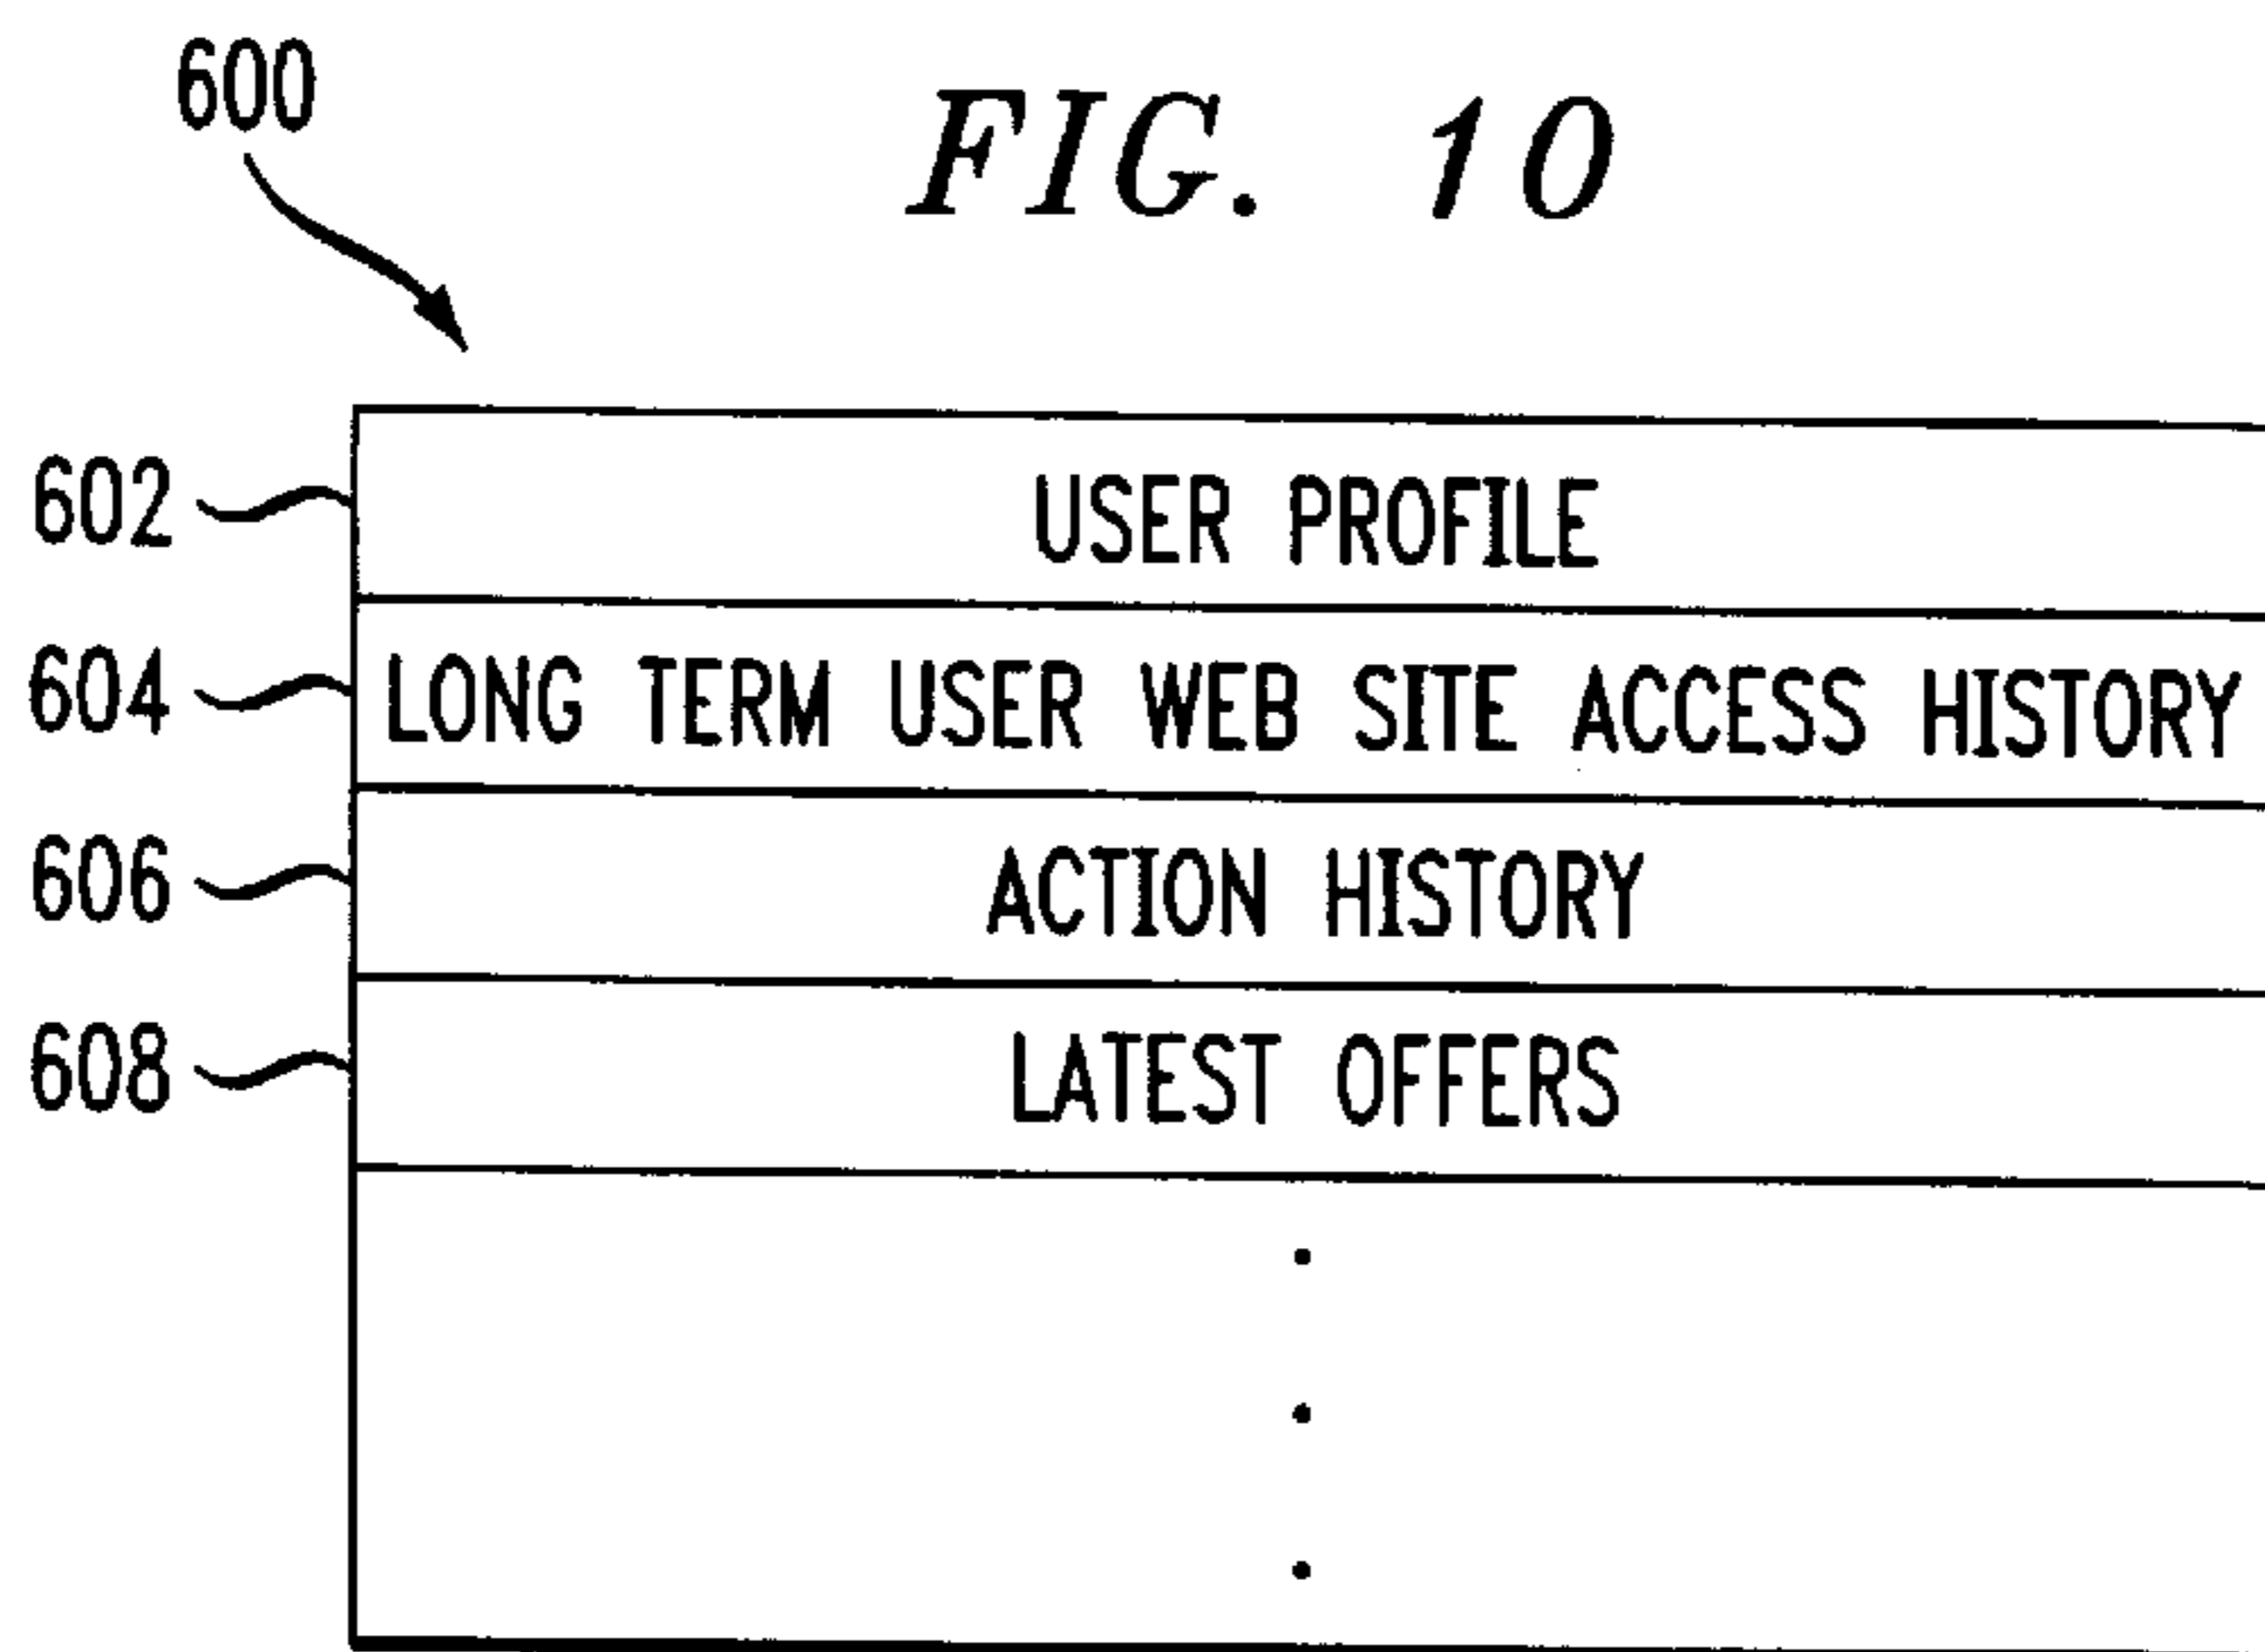 600
FIG. 10
602 USER PROFILE
604 LONG TERM USER WEB SITE ACCESS HISTORY
606 ACTION HISTORY
608 LATEST OFFERS